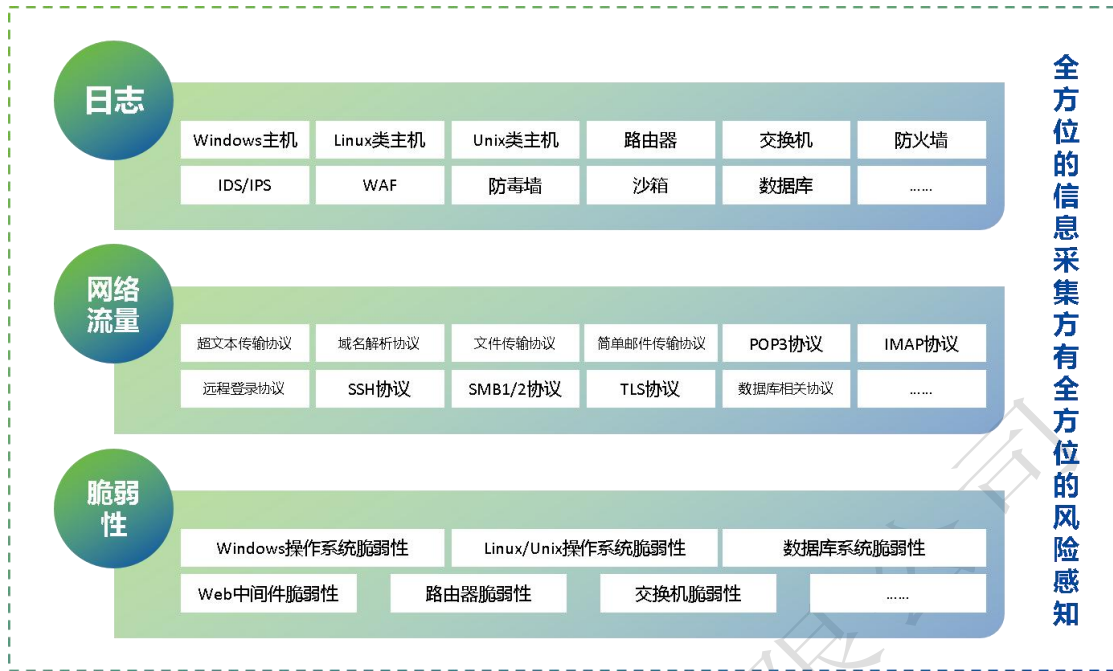 日志
Windows主机 Linux类主机 Unix类主机 路由器 交换机 防火墙
IDS/IPS WAF 防毒墙 沙箱 数据库 ......
网络
流量
超文本传输协议 域名解析协议 文件传输协议 简单邮件传输协议 POP3协议 IMAP协议
远程登录协议 SSH协议 SMB1/2协议 TLS协议 数据库相关协议 ......
脆弱
性
Windows操作系统脆弱性 Linux/Unix操作系统脆弱性 数据库系统脆弱性
Web中间件脆弱性 路由器脆弱性 交换机脆弱性 ......
全方位的信息采集方有全方位的风险感知
限公司